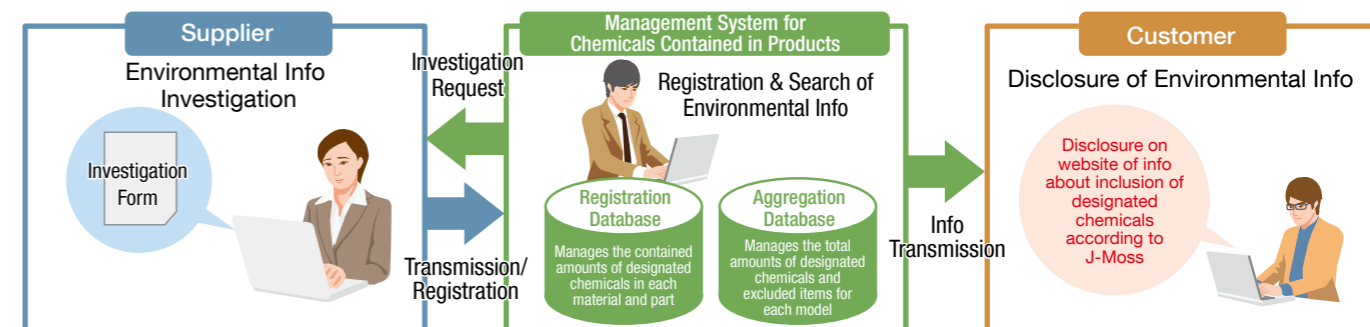 Supplier
Environmental Info
Investigation
Investigation
Form
Investigation
Request
Transmission/
Registration
Management System for
Chemicals Contained in Products
Registration & Search of
Environmental Info
Registration
Database
Manages the contained
amounts of designated
chemicals in each
material and part
Aggregation
Database
Manages the total
amounts of designated
chemicals and
excluded items for
each model
Info
Transmission
Customer
Disclosure of Environmental Info
Disclosure on
website of info
about inclusion of
designated
chemicals
according to
J-Moss